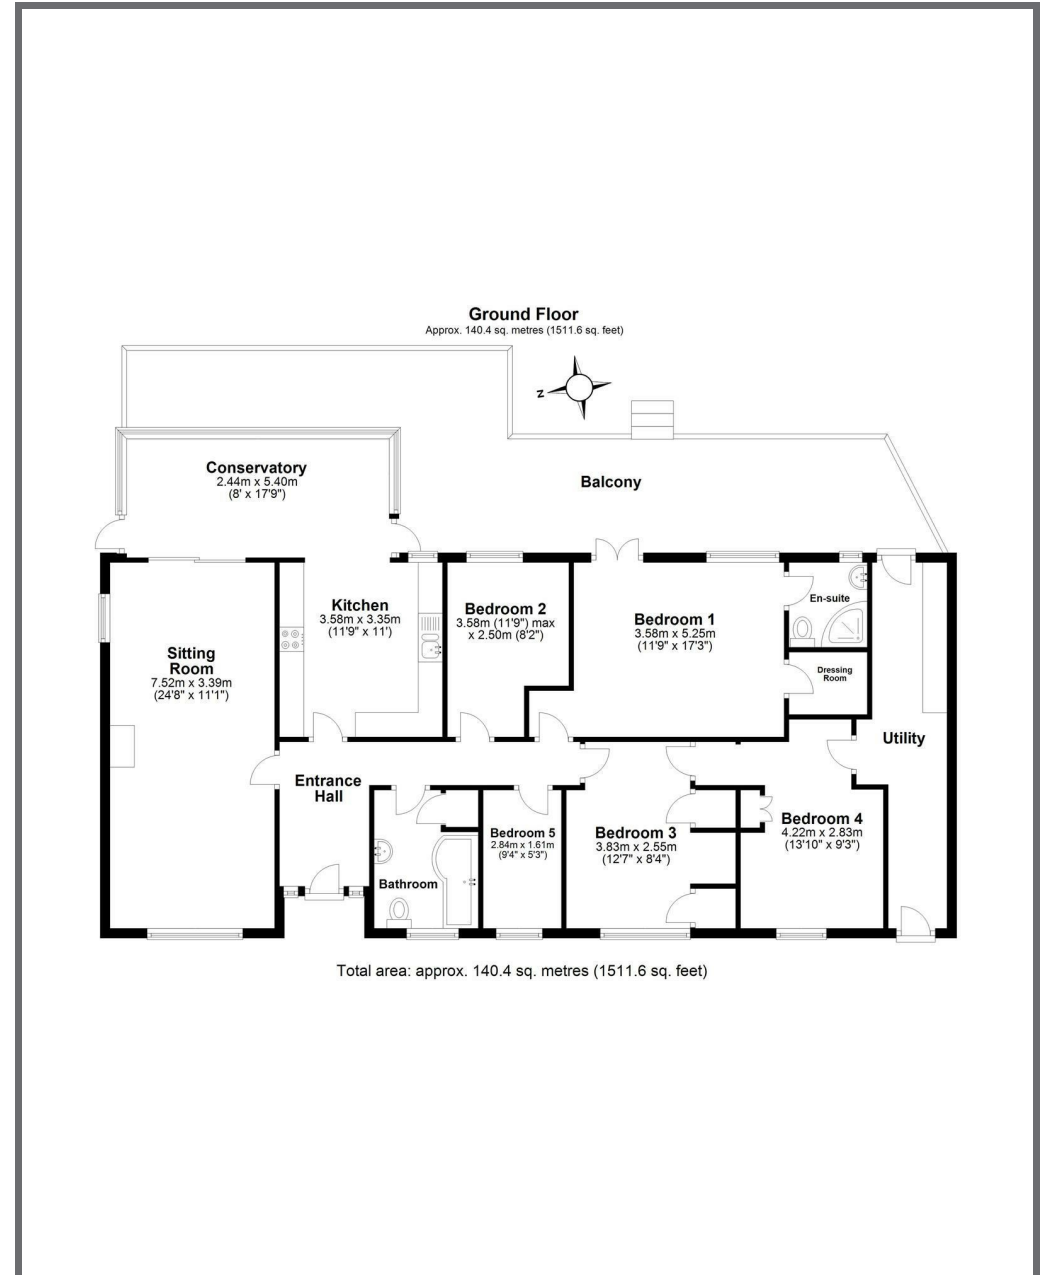 Ground Floor
Approx. 140.4 sq. metres (1511.6 sq. feet)
N
Conservatory
2.44m x 5.40m
(8' x 17'9")
Balcony
Kitchen
3.58m x 3.35m
(11'9" x 11')
Bedroom 2
3.58m (11'9") max
x 2.50m (8'2")
Bedroom 1
3.58m x 5.25m
(11'9" x 17'3")
En-suite
Sitting
Room
7.52m x 3.39m
(24'8" x 11'1")
Dressing
Room
Utility
Entrance
Hall
Bedroom 5
2.84m x 1.61m
(9'4" x 5'3")
Bedroom 3
3.83m x 2.55m
(12'7" x 8'4")
Bedroom 4
4.22m x 2.83m
(13'10" x 9'3")
Bathroom
Total area: approx. 140.4 sq. metres (1511.6 sq. feet)